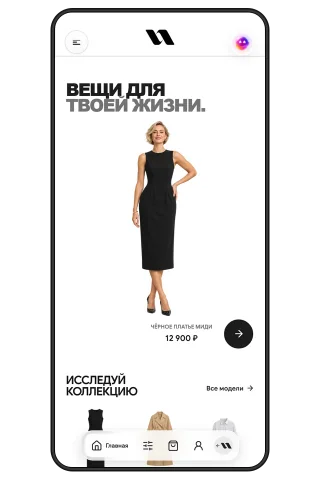 ВЕЩИ ДЛЯ
ТВОЕЙ ЖИЗНИ.
ЧЁРНОЕ ПЛАТЬЕ МИДИ
12 900 ₽
ИССЛЕДУЙ
КОЛЛЕКЦИЮ
Все модели
Главная